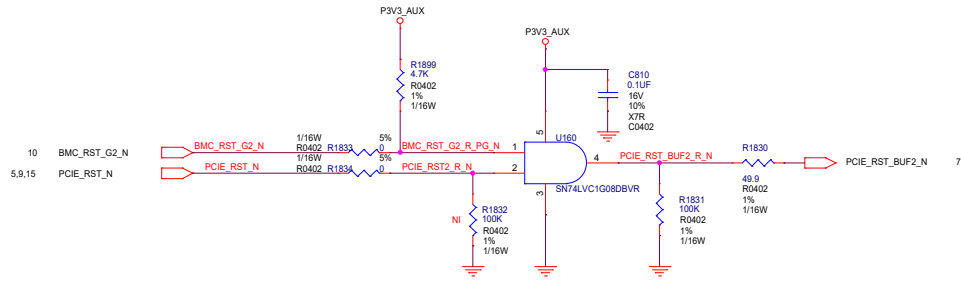 P3V3_AUX
P3V3_AUX
R1899
4.7K
R0402
1%
1/16W
C810
0.1UF
16V
10%
X7R
C0402
U160
5
10 BMC_RST_G2_N
BMC_RST_G2_N
1/16W
R0402 R1833
5%
0
BMC_RST_G2_R_PG_N
1
5,9,15 PCIE_RST_N
PCIE_RST_N
1/16W
R0402 R1834
5%
0
PCIE_RST2_R_N
2
4
PCIE_RST_BUF2_R_N
R1830
49.9
R0402
1%
1/16W
PCIE_RST_BUF2_N 7
SN74LVC1G08DBVR
3
NI
R1832
100K
R0402
1%
1/16W
R1831
100K
R0402
1%
1/16W